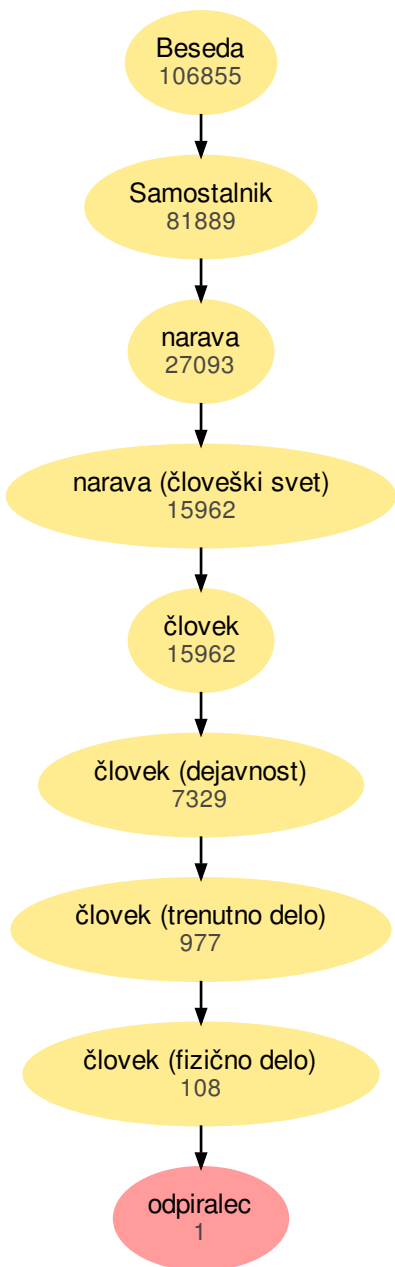 Beseda
106855
Samostalnik
81889
narava
27093
narava (človeški svet)
15962
človek
15962
človek (dejavnost)
7329
človek (trenutno delo)
977
človek (fizično delo)
108
odpiralec
1